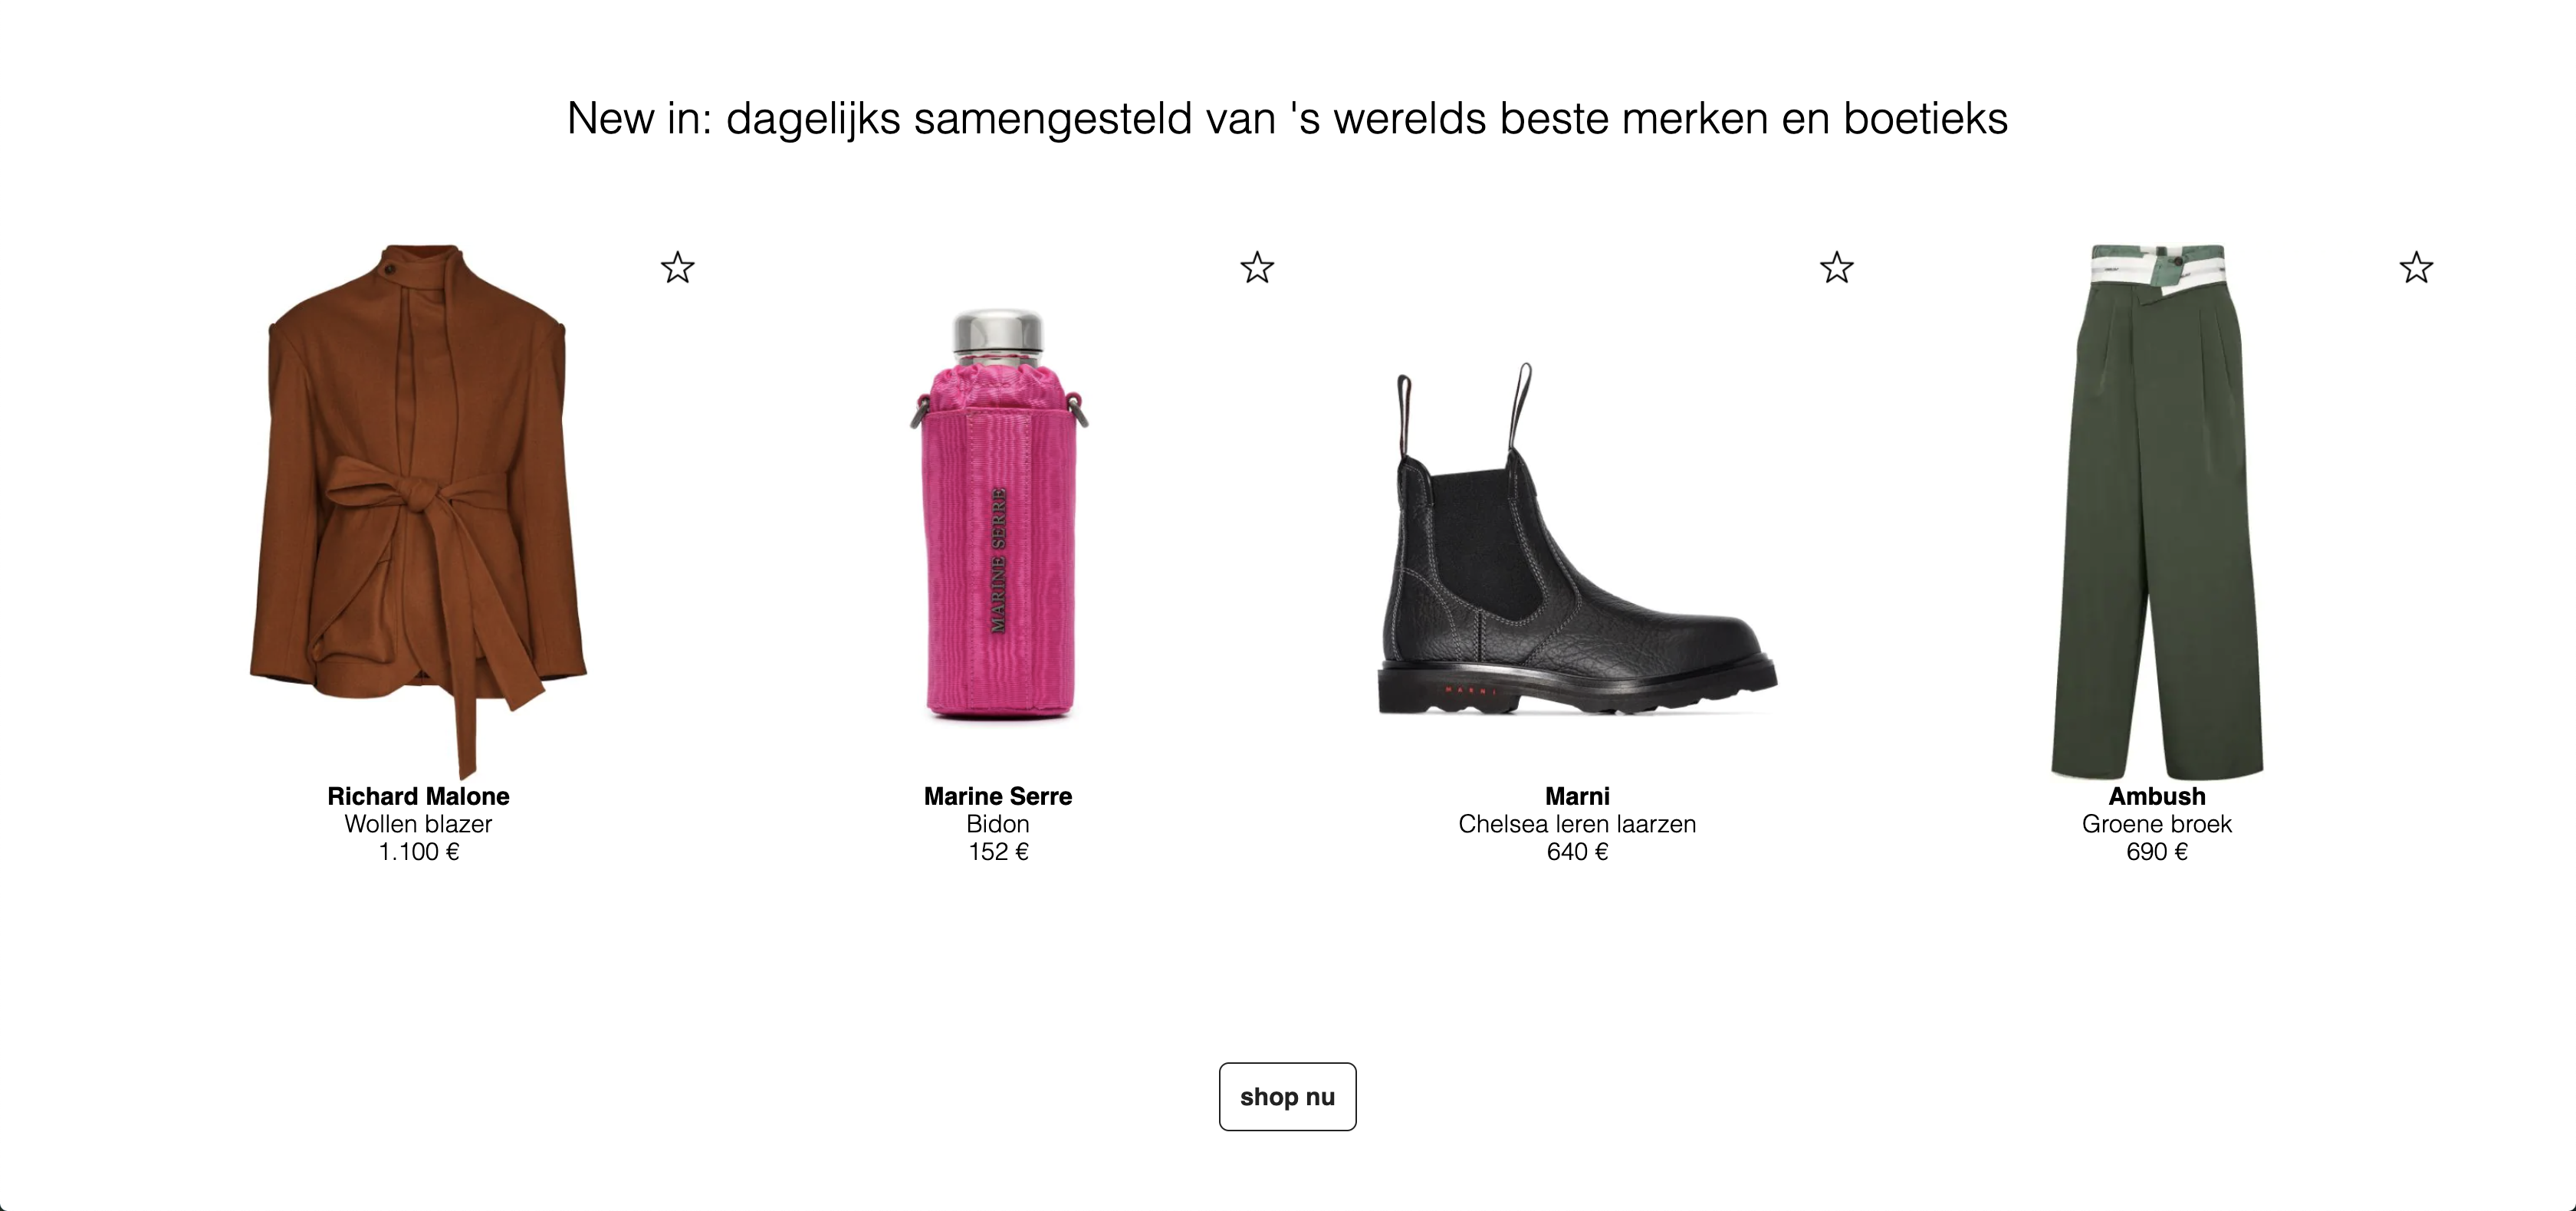 New in: dagelijks samengesteld van 's werelds beste merken en boetieks
MARINE SERRE
MARNI
Richard Malone
Wollen blazer
1.100 €
Marine Serre
Bidon
152 €
Marni
Chelsea leren laarzen
640 €
Ambush
Groene broek
690 €
shop nu